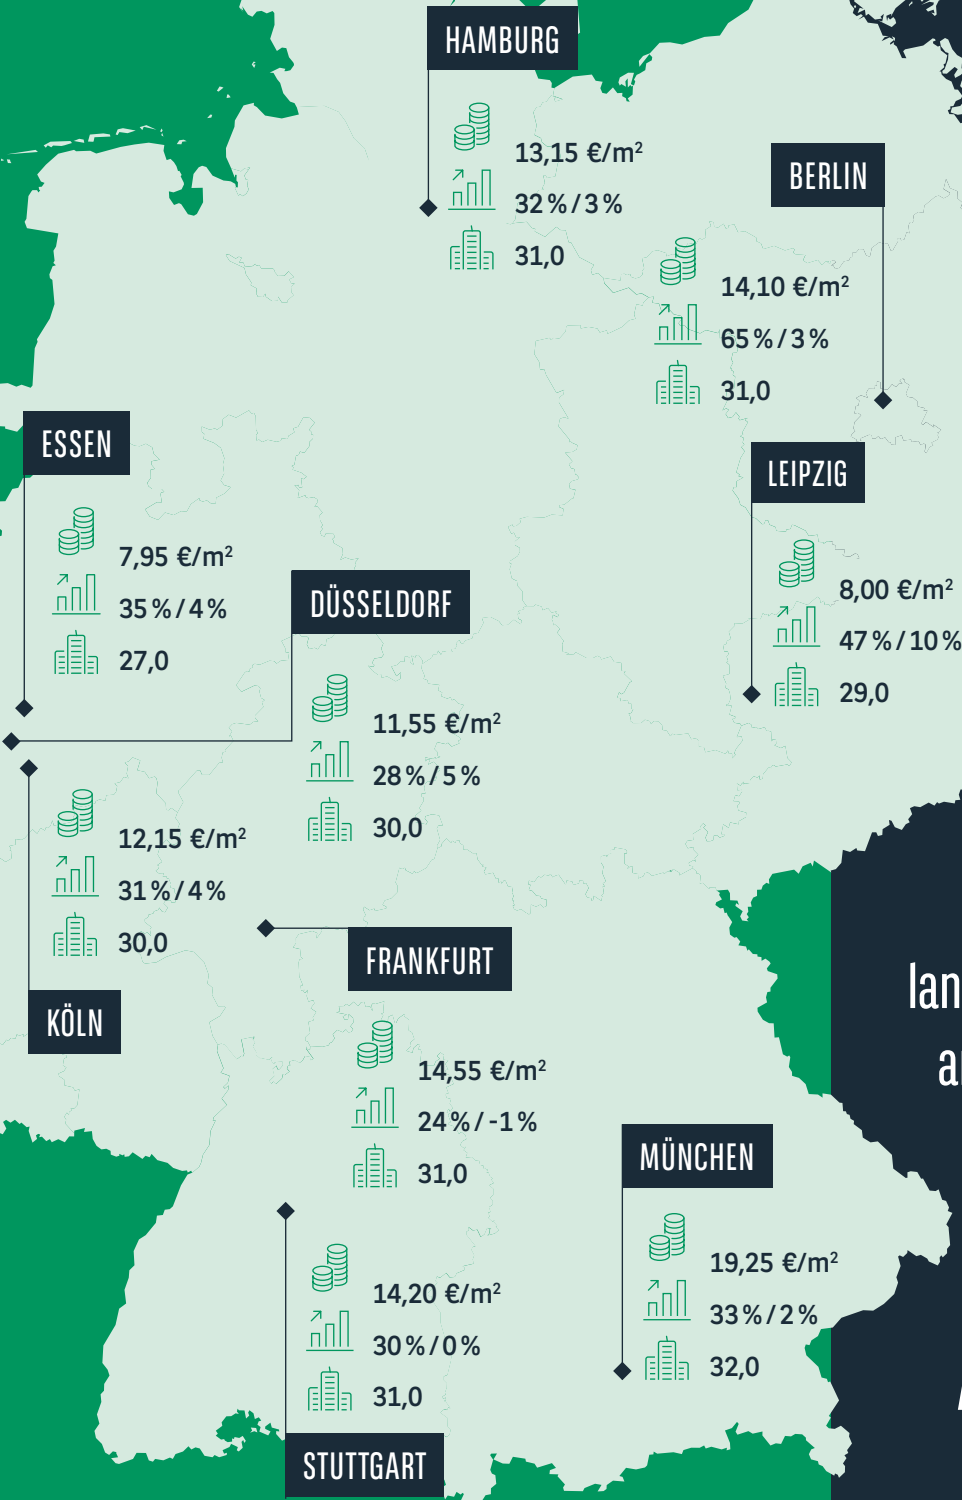 HAMBURG
13,15 €/m²
32 % / 3 %
31,0
BERLIN
14,10 €/m²
65 % / 3 %
31,0
ESSEN
7,95 €/m²
35 % / 4 %
27,0
LEIPZIG
8,00 €/m²
47 % / 10 %
29,0
DÜSSELDORF
11,55 €/m²
28 % / 5 %
30,0
12,15 €/m²
31 % / 4 %
30,0
KÖLN
FRANKFURT
14,55 €/m²
24 % / -1 %
31,0
lan
MÜNCHEN
19,25 €/m²
33 % / 2 %
32,0
14,20 €/m²
30 % / 0 %
31,0
STUTTGART